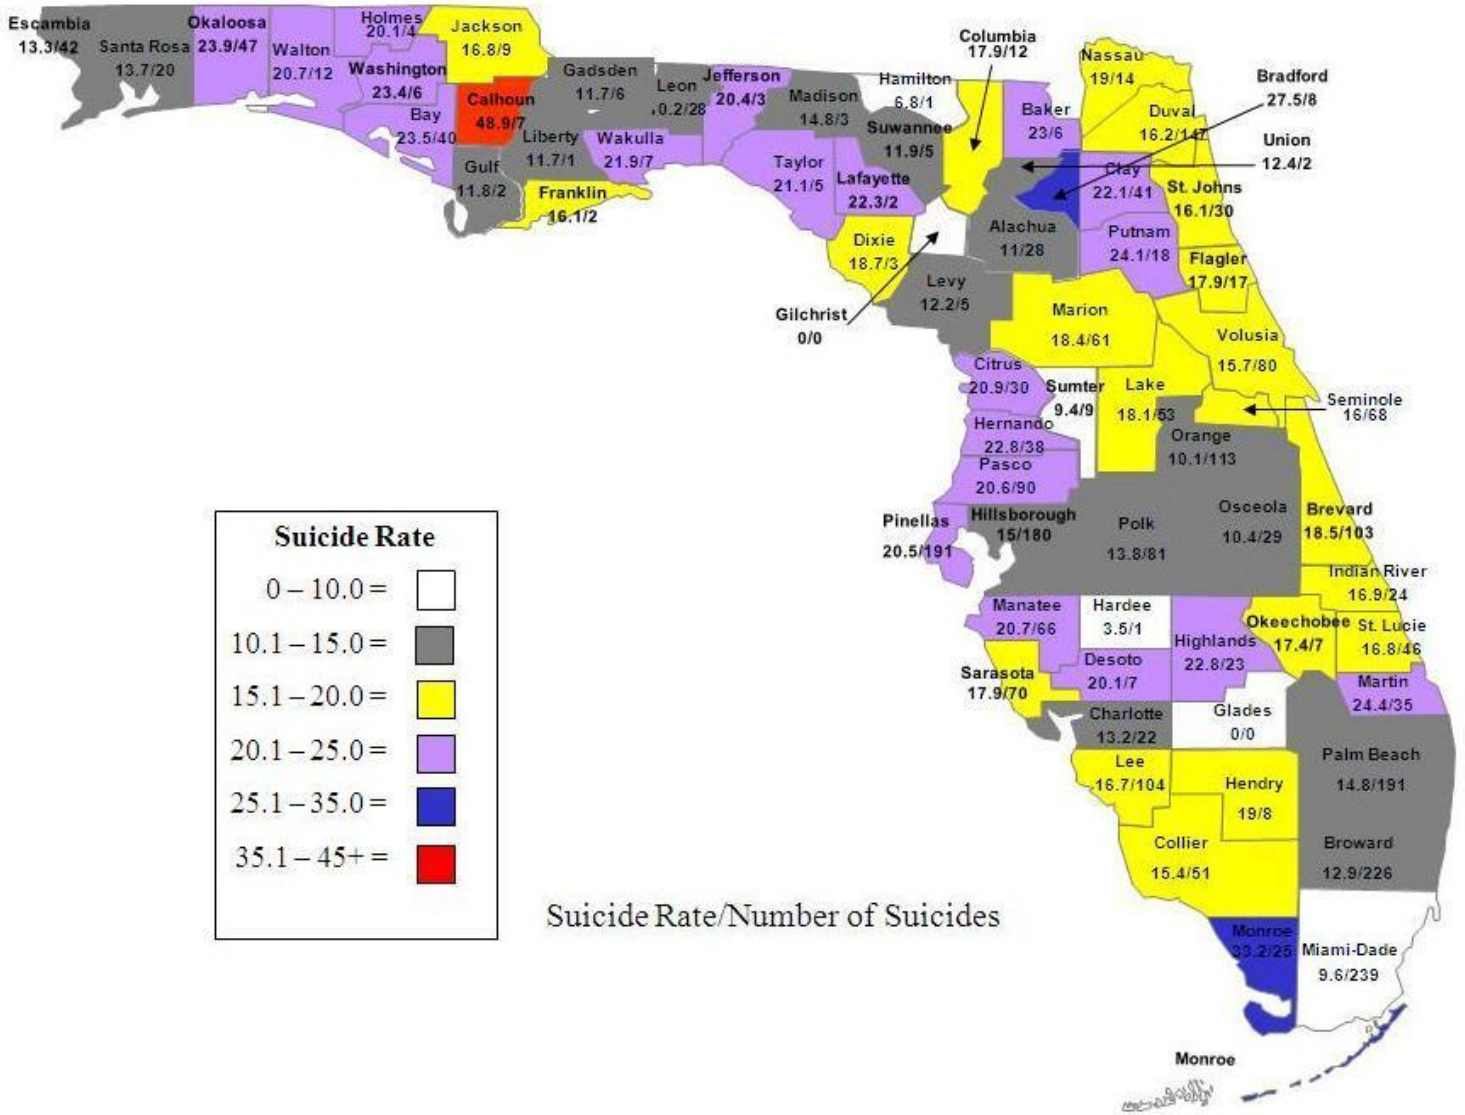 Escambia
13.3/42
Santa Rosa
13.7/20
Okaloosa
23.9/47
Walton
20.7/12
Holmes
20.1/4
Washington
23.4/6
Bay
23.5/40
Jackson
16.8/9
Calhoun
48.9/7
Gulf
11.8/2
Gadsden
11.7/6
Liberty
11.7/1
Franklin
16.1/2
Leon
10.2/28
Wakulla
21.9/7
Jefferson
20.4/3
Madison
14.8/3
Taylor
21.1/5
Hamilton
6.8/1
Suwannee
11.9/5
Lafayette
22.3/2
Dixie
18.7/3
Columbia
17.9/12
Baker
23/6
Nassau
19/14
Duval
16.2/147
Bradford
27.5/8
Union
12.4/2
Clay
22.1/41
St. Johns
16.1/30
Alachua
11/28
Putnam
24.1/18
Flagler
17.9/17
Gilchrist
0/0
Levy
12.2/5
Marion
18.4/61
Volusia
15.7/80
Citrus
20.9/30
Sumter
9.4/9
Lake
18.1/53
Seminole
16/68
Hernando
22.8/38
Orange
10.1/113
Pasco
20.6/90
Pinellas
20.5/191
Hillsborough
15/180
Polk
13.8/81
Osceola
10.4/29
Brevard
18.5/103
Indian River
16.9/24
Manatee
20.7/66
Hardee
3.5/1
Highlands
22.8/23
Okeechobee
17.4/7
St. Lucie
16.8/46
Sarasota
17.9/70
Desoto
20.1/7
Martin
24.4/35
Charlotte
13.2/22
Glades
0/0
Palm Beach
14.8/191
Lee
16.7/104
Hendry
19/8
Collier
15.4/51
Broward
12.9/226
Monroe
33.2/25
Miami-Dade
9.6/239
Monroe
Suicide Rate
0 – 10.0 =
10.1 – 15.0 =
15.1 – 20.0 =
20.1 – 25.0 =
25.1 – 35.0 =
35.1 – 45+ =
Suicide Rate/Number of Suicides